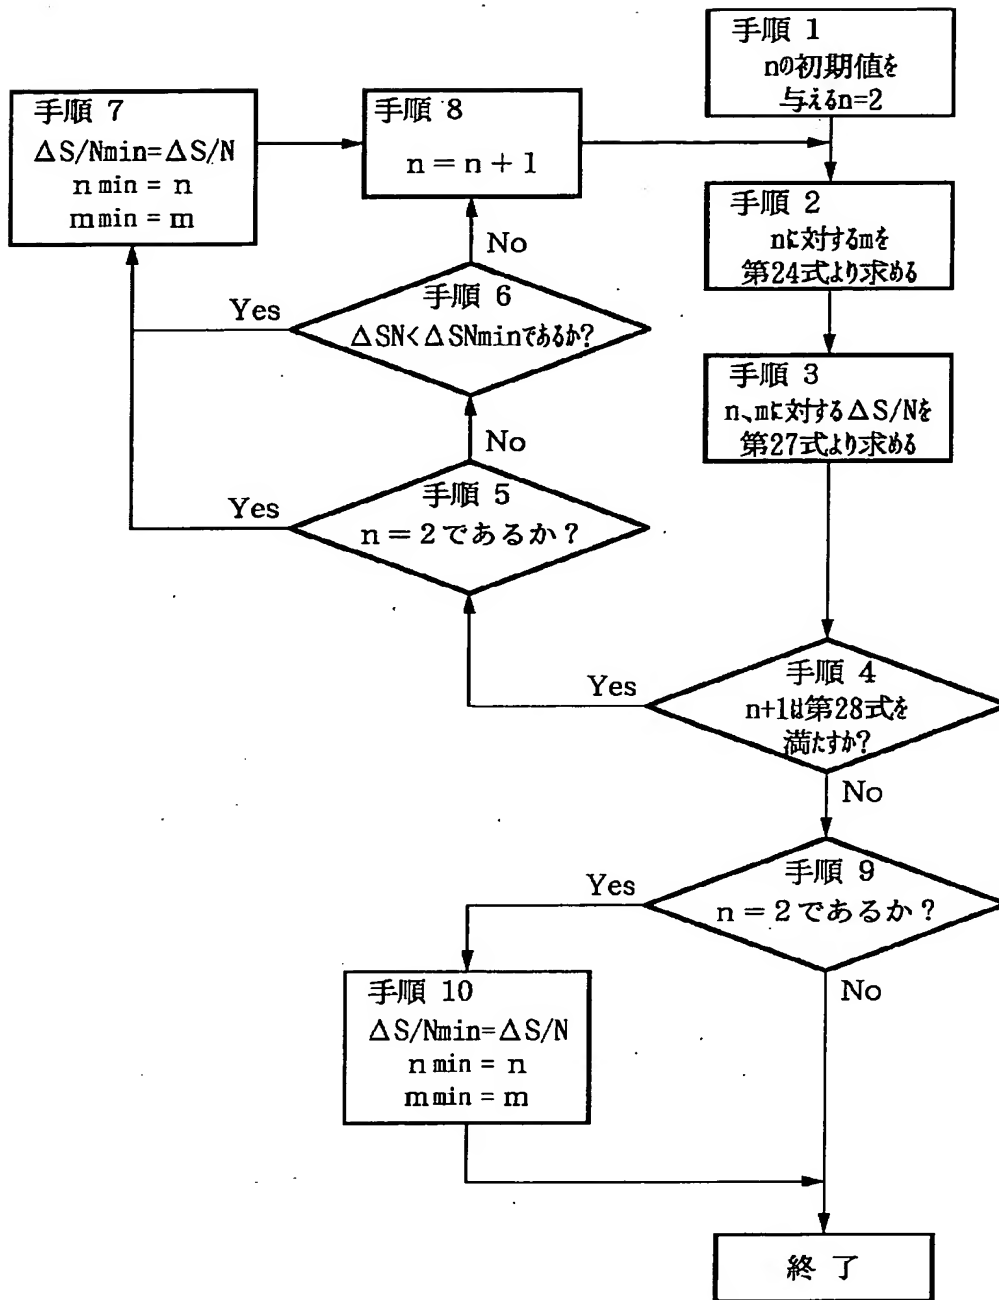 手順 1
nの初期値を
与えるn=2
手順 7
ΔS/Nmin=ΔS/N
n min = n
m min = m
手順 8
n = n + 1
手順 2
nに対するmを
第24式より求める
No
手順 6
ΔSN<ΔSNminであるか?
Yes
手順 3
n、mに対するΔS/Nを
第27式より求める
No
手順 5
n = 2であるか?
Yes
手順 4
n+1は第28式を
満たすか?
Yes
No
手順 9
n = 2であるか?
Yes
No
手順 10
ΔS/Nmin=ΔS/N
n min = n
m min = m
終 了